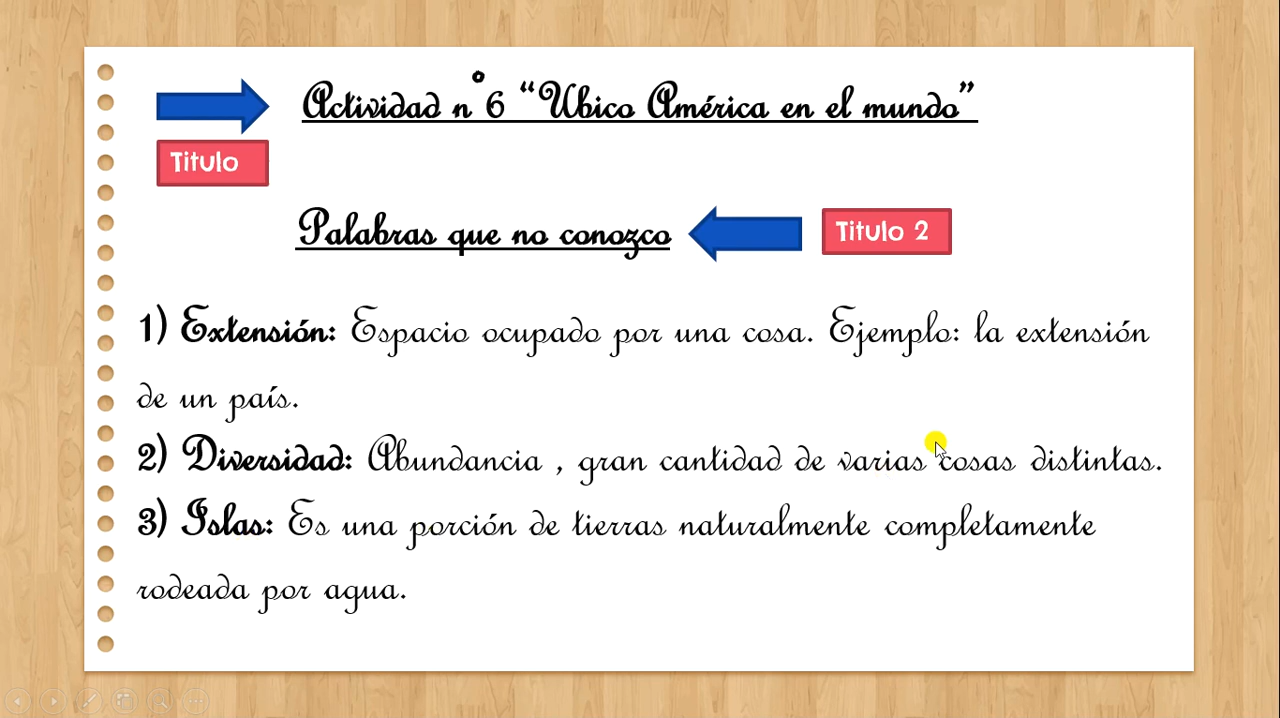 Actividad n°6 “Ubico América en el mundo”
Titulo
Palabras que no conozco
Titulo 2
1) Extensión: Espacio ocupado por una cosa. Ejemplo: la extensión
de un país.
2) Diversidad: Abundancia , gran cantidad de varias cosas distintas.
3) Islas: Es una porción de tierras naturalmente completamente
rodeada por agua.